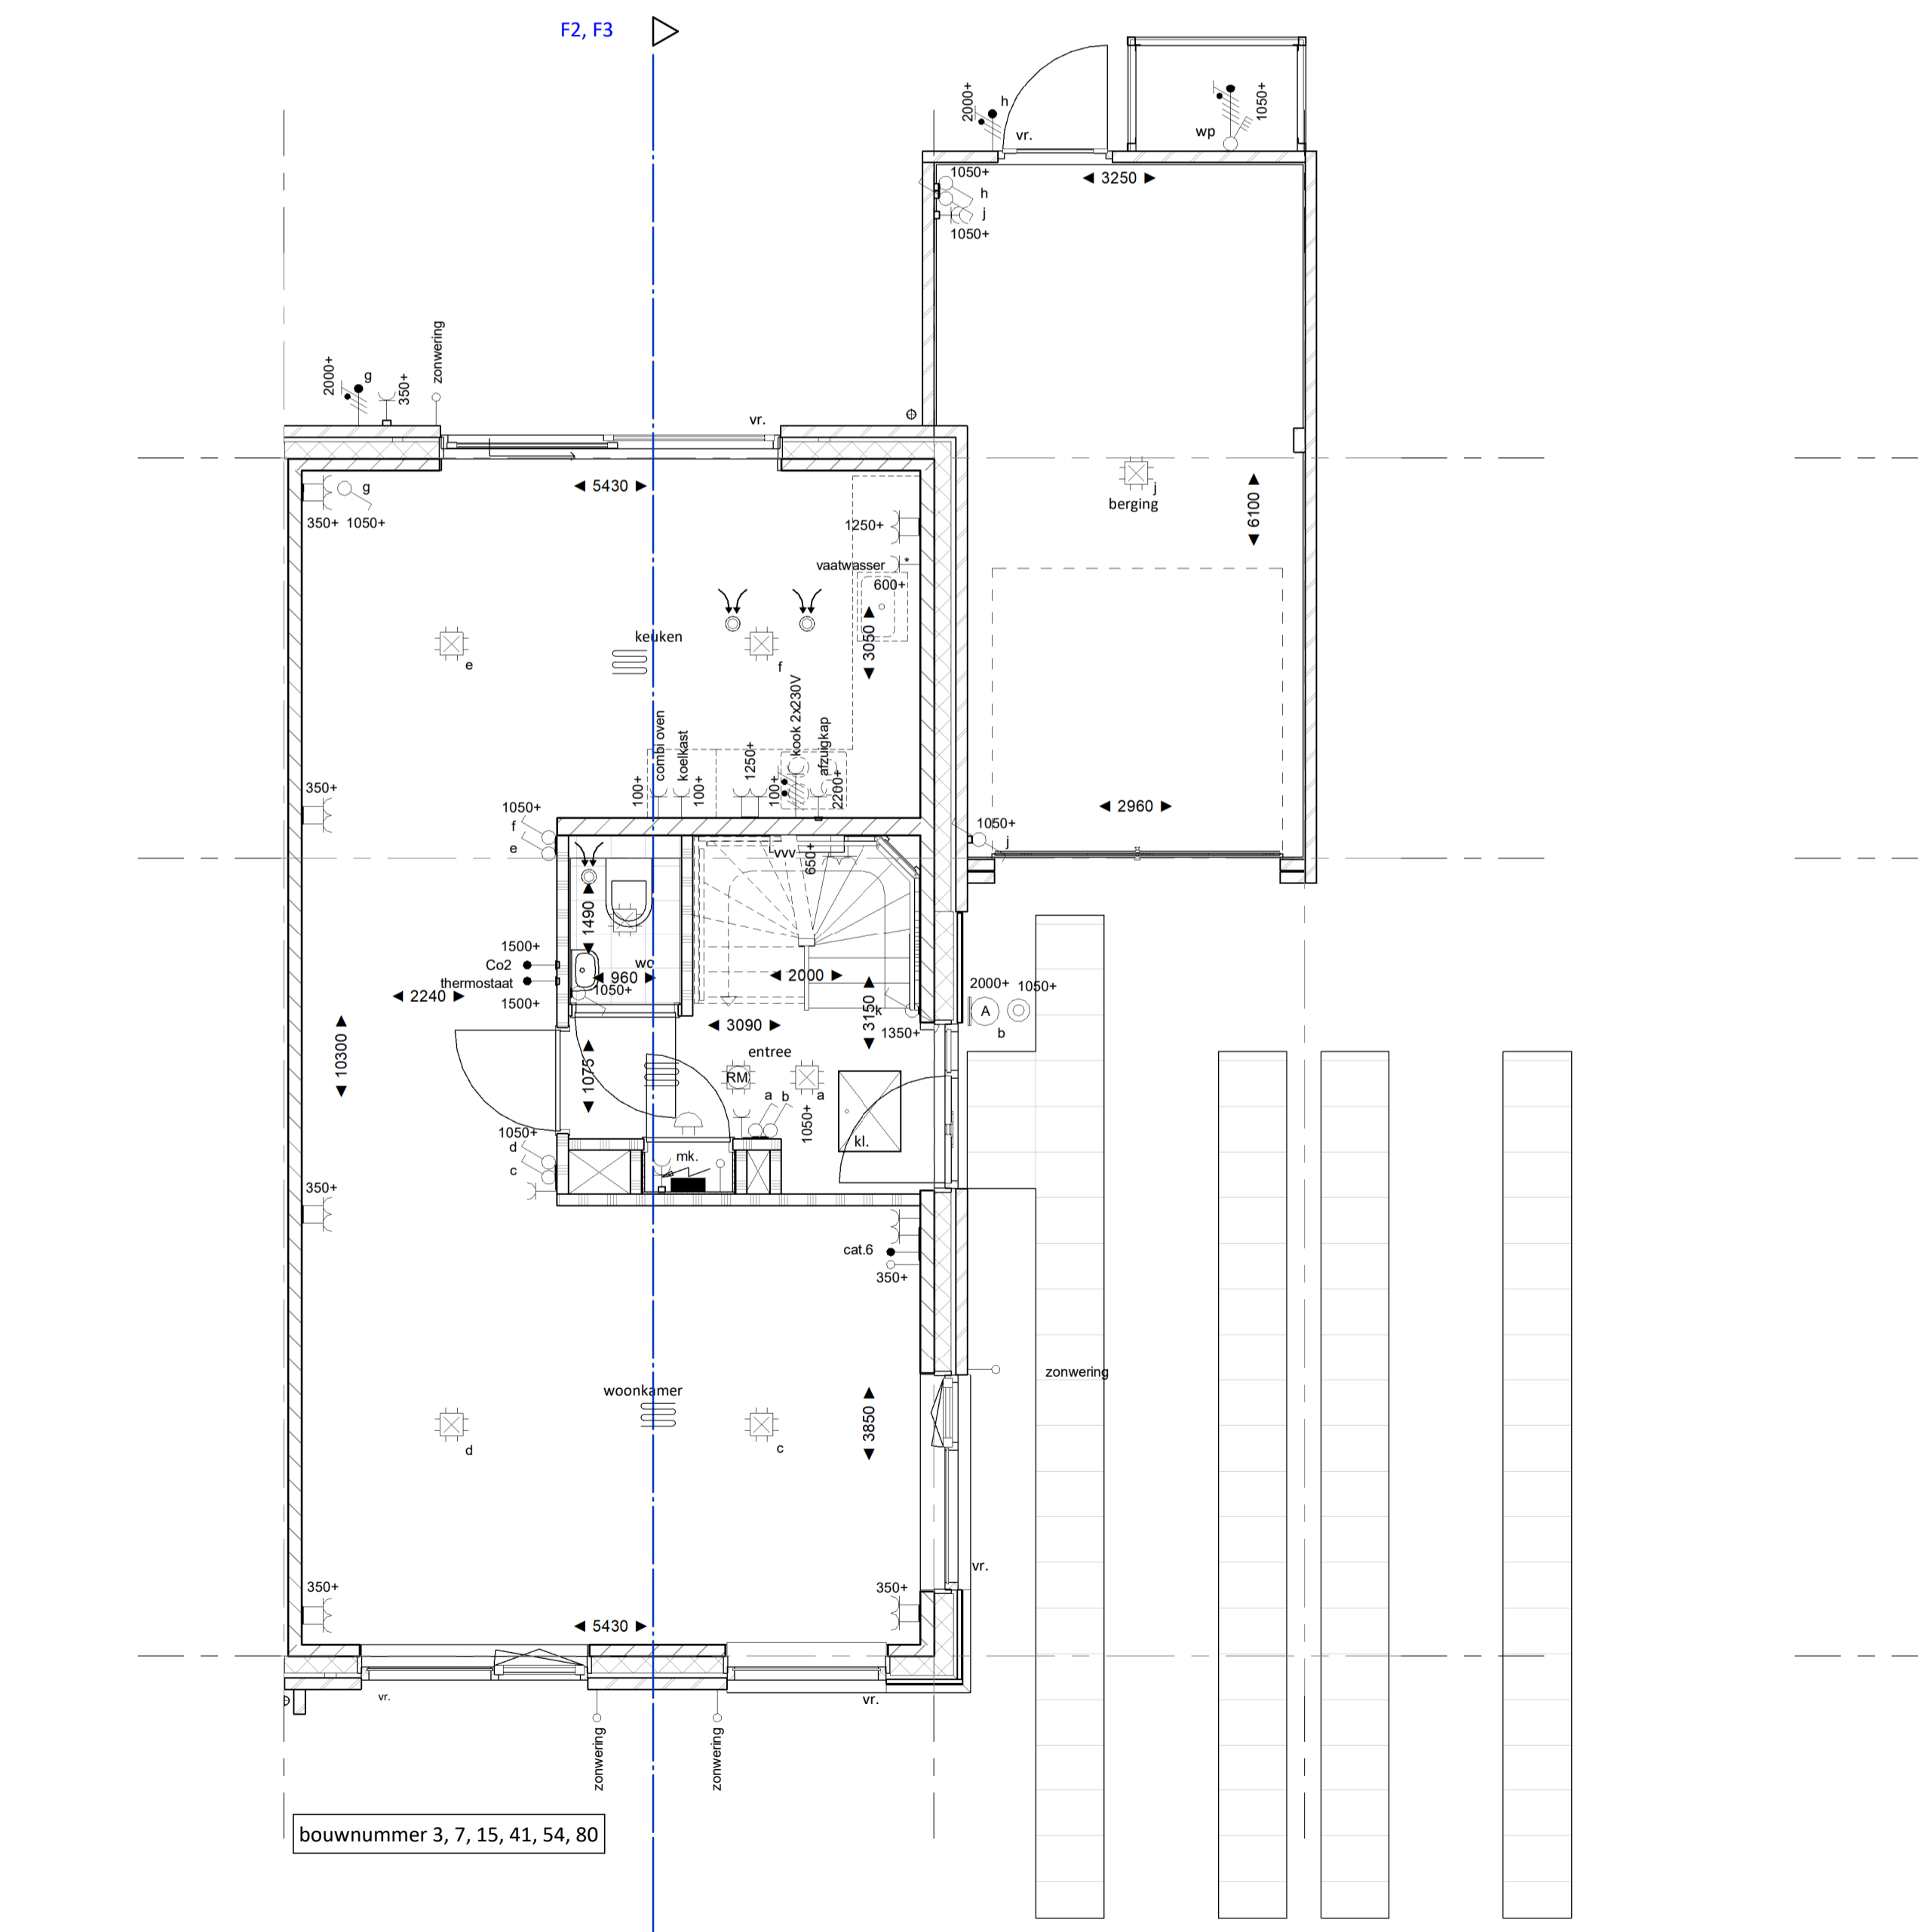 F2, F3
2000+
h
vr.
wp
1050+
1050+
h
j
1050+
3250
2000+
g
350+
zonwering
vr.
5430
g
350+ 1050+
1250+
vaatwasser
*
600+
j
berging
6100
keuken
e
f
3050
combi oven
koelkast
1250+
kook 2x230V
afzuigkap
100+
100+
100+
2200+
350+
1050+
f
e
2960
1050+
j
vvv
650+
1490
1500+
Co2
thermostaat
1500+
wc
960
1050+
2000
2240
3150
k
1350+
2000+
1050+
A
b
3090
10300
1075
entree
RM
a
b
a
1050+
kl.
1050+
d
c
mk.
350+
cat.6
350+
zonwering
woonkamer
d
c
3850
vr.
350+
350+
5430
vr.
vr.
zonwering
zonwering
bouwnummer 3, 7, 15, 41, 54, 80